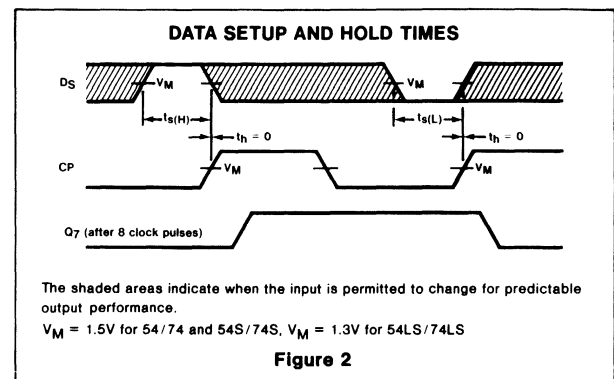 DATA SETUP AND HOLD TIMES
DS
VM
VM
ts(H)
ts(L)
th = 0
th = 0
CP
VM
VM
Q7 (after 8 clock pulses)
The shaded areas indicate when the input is permitted to change for predictable
output performance.
VM = 1.5V for 54/74 and 54S/74S, VM = 1.3V for 54LS/74LS
Figure 2